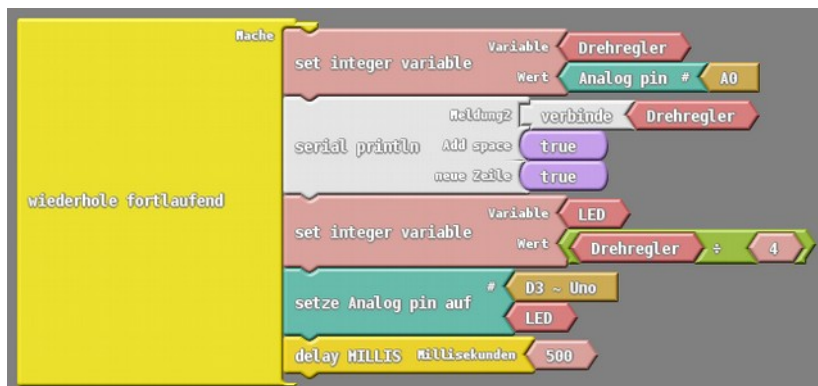 Mache
set integer variable
Variable Drehregler
Wert Analog pin # A0
serial println
Meldung2 verbinde Drehregler
Add space true
neue Zeile true
wiederhole fortlaufend
set integer variable
Variable LED
Wert Drehregler ÷ 4
setze Analog pin auf
# D3 ~ Uno
LED
delay MILLIS Millisekunden 500